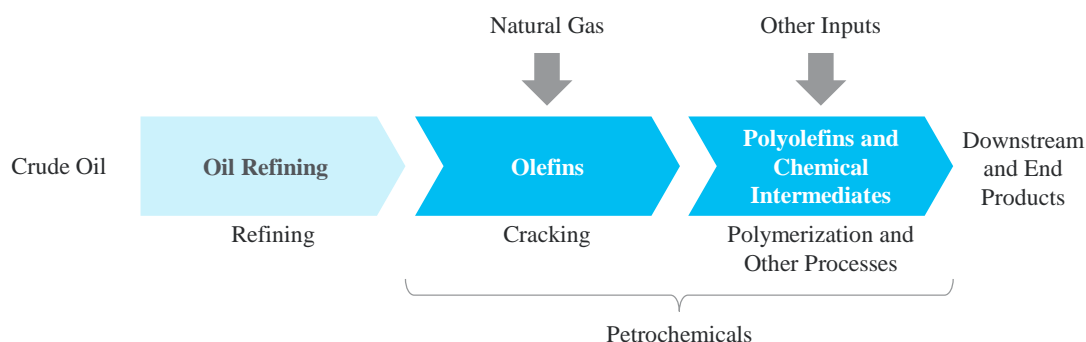 Natural Gas
Other Inputs
Crude Oil
Oil Refining
Olefins
Polyolefins and
Chemical
Intermediates
Downstream
and End
Products
Refining
Cracking
Polymerization and
Other Processes
Petrochemicals